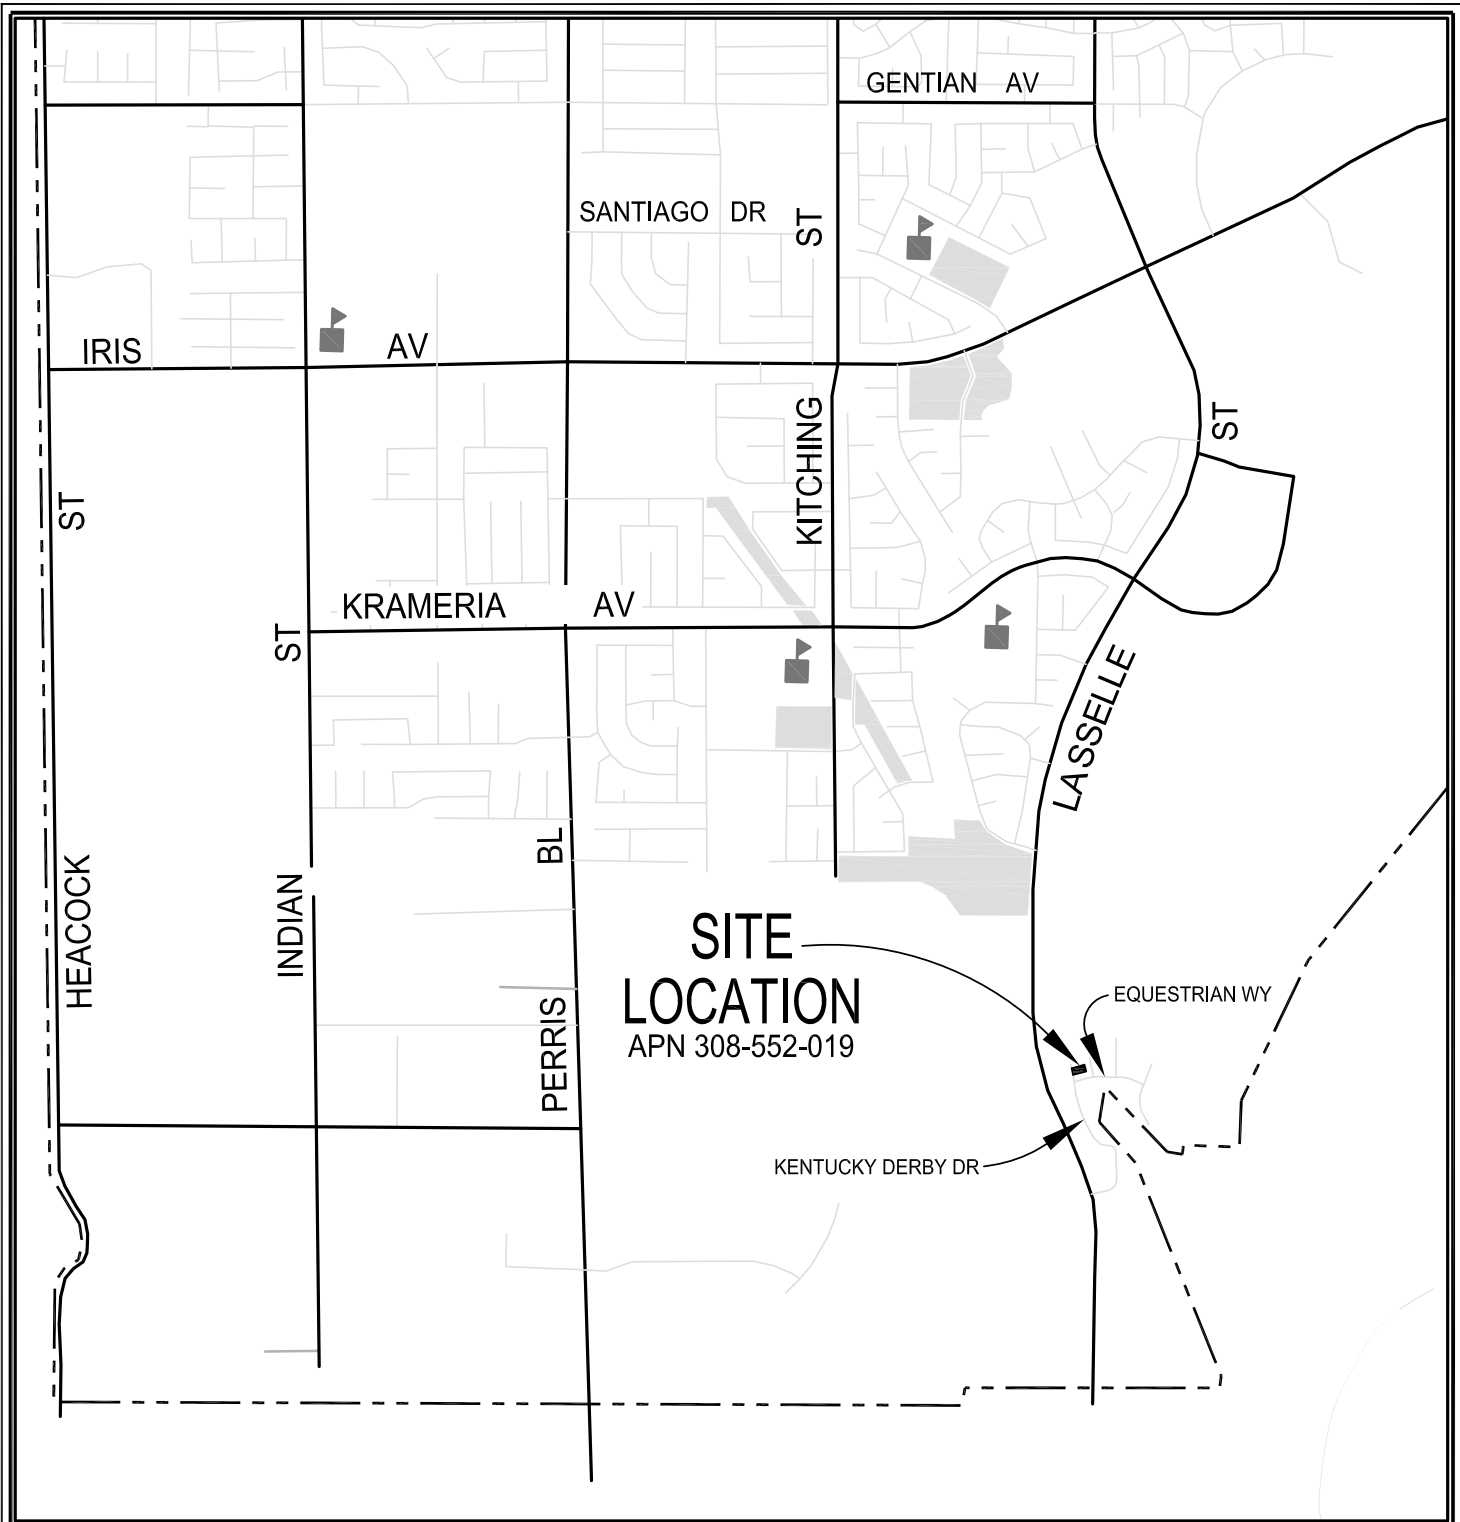 GENTIAN AV
SANTIAGO DR
ST
IRIS AV
KITCHING
ST
ST
KRAMERIA AV
ST
LASSELLE
BL
HEACOCK
INDIAN
SITE
LOCATION
APN 308-552-019
EQUESTRIAN WY
PERRIS
KENTUCKY DERBY DR